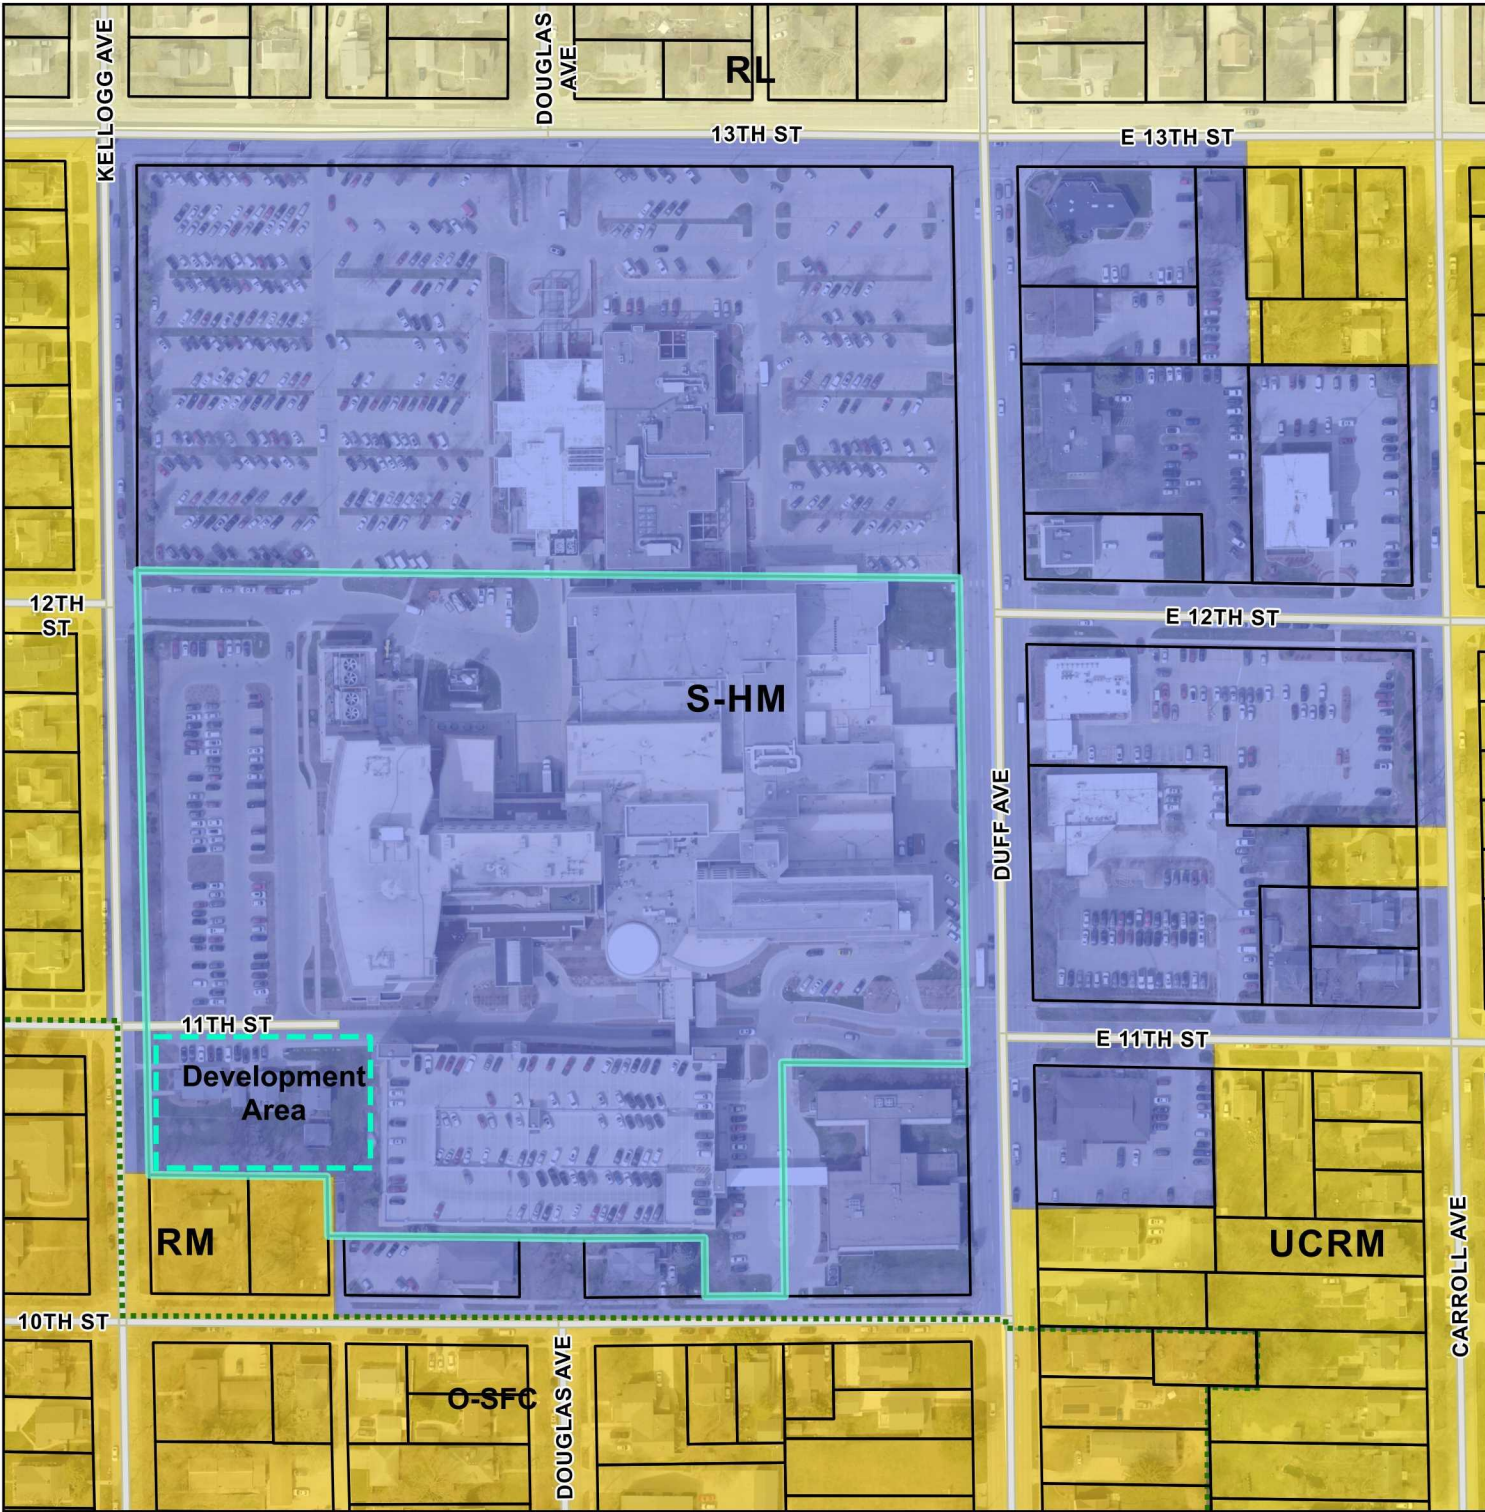 KELLOGG AVE
DOUGLAS
AVE
RL
13TH ST
E 13TH ST
12TH
ST
E 12TH ST
S-HM
DUFF AVE
11TH ST
E 11TH ST
Development
Area
RM
UCRM
CARROLL AVE
10TH ST
DOUGLAS AVE
O-SFC